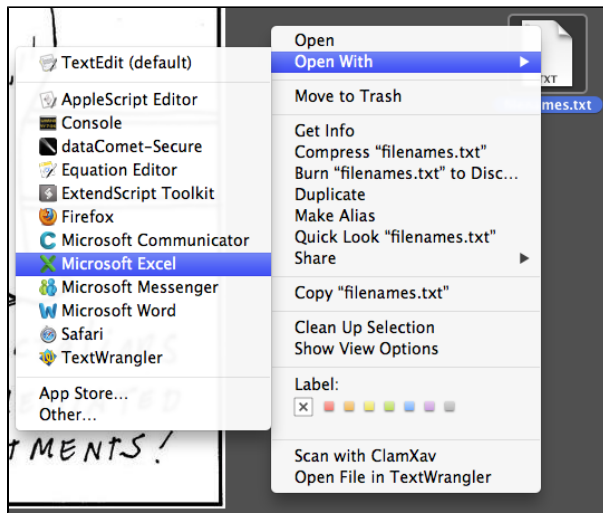 Open
Open With
Move to Trash
Get Info
Compress “filenames.txt”
Burn “filenames.txt” to Disc...
Duplicate
Make Alias
Quick Look “filenames.txt”
Share
Copy “filenames.txt”
Clean Up Selection
Show View Options
Label:
Scan with ClamXav
Open File in TextWrangler
TextEdit (default)
AppleScript Editor
Console
dataComet-Secure
Equation Editor
ExtendScript Toolkit
Firefox
Microsoft Communicator
Microsoft Excel
Microsoft Messenger
Microsoft Word
Safari
TextWrangler
App Store...
Other...
TXT
mes.txt
MENTS!